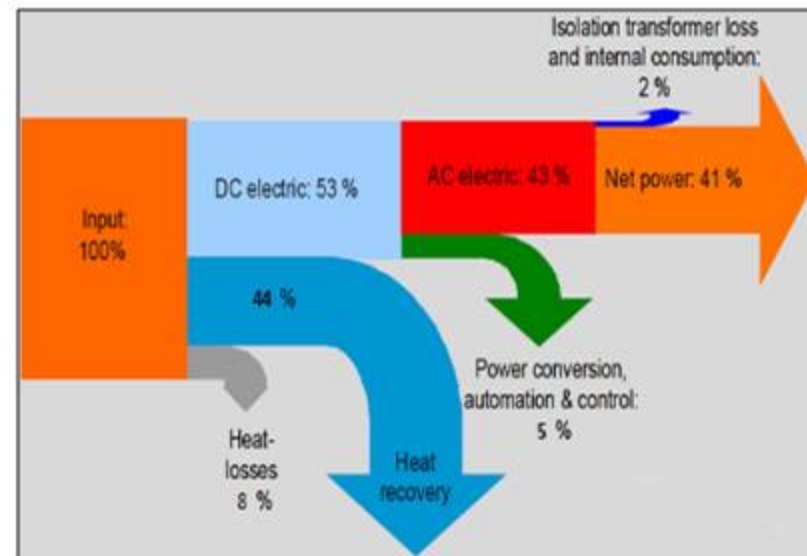 Isolation transformer loss
and internal consumption:
2 %
DC electric: 53 %
AC electric: 43 %
Net power: 41 %
Input:
100%
44 %
Power conversion,
automation & control:
5 %
Heat-
losses
8 %
Heat
recovery